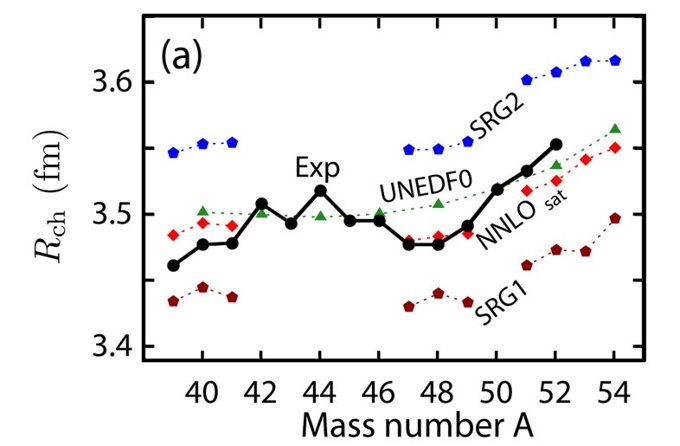 (a)
3.6
3.5
3.4
R_ch (fm)
SRG2
Exp
UNEDF0
NNLO sat
SRG1
40 42 44 46 48 50 52 54
Mass number A